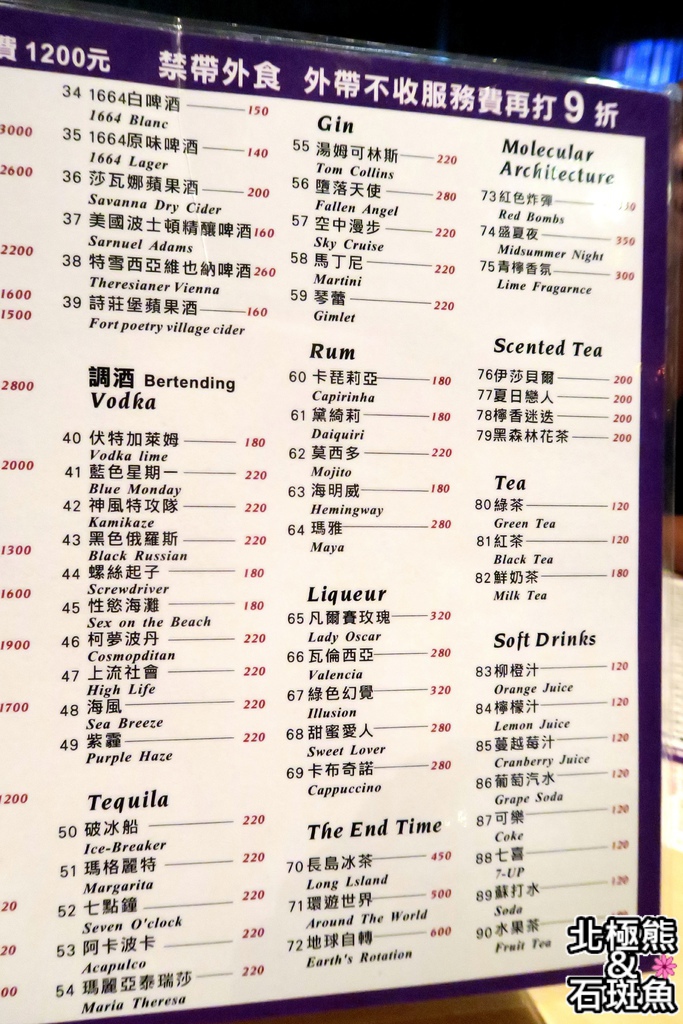 費 1200元 禁帶外食 外帶不收服務費再打 9 折
3000
2600
2200
1600
1500
2800
2000
1300
1600
1900
1700
1200
20
20
00
34 1664白啤酒 150
1664 Blanc
35 1664原味啤酒 140
1664 Lager
36 莎瓦娜蘋果酒 200
Savanna Dry Cider
37 美國波士頓精釀啤酒 160
Sarnuel Adams
38 特雪西亞維也納啤酒 260
Theresianer Vienna
39 詩莊堡蘋果酒 160
Fort poetry village cider
調酒 Bertending
Vodka
40 伏特加萊姆 180
Vodka lime
41 藍色星期一 220
Blue Monday
42 神風特攻隊 220
Kamikaze
43 黑色俄羅斯 220
Black Russian
44 螺絲起子 180
Screwdriver
45 性慾海灘 180
Sex on the Beach
46 柯夢波丹 220
Cosmopditan
47 上流社會 220
High Life
48 海風 220
Sea Breeze
49 紫霾 220
Purple Haze
Tequila
50 破冰船 220
Ice-Breaker
51 瑪格麗特 220
Margarita
52 七點鐘 220
Seven O'clock
53 阿卡波卡 220
Acapulco
54 瑪麗亞泰瑞莎 220
Maria Theresa
Gin
55 湯姆可林斯 220
Tom Collins
56 墮落天使 280
Fallen Angel
57 空中漫步 220
Sky Cruise
58 馬丁尼 220
Martini
59 琴蕾 220
Gimlet
Rum
60 卡琵莉亞 180
Capirinha
61 黛綺莉 180
Daiquiri
62 莫西多 220
Mojito
63 海明威 180
Hemingway
64 瑪雅 280
Maya
Liqueur
65 凡爾賽玫瑰 320
Lady Oscar
66 瓦倫西亞 280
Valencia
67 綠色幻覺 320
Illusion
68 甜蜜愛人 280
Sweet Lover
69 卡布奇諾 280
Cappuccino
The End Time
70 長島冰茶 450
Long Lsland
71 環遊世界 500
Around The World
72 地球自轉 600
Earth's Rotation
Molecular
Architecture
73 紅色炸彈
Red Bombs
74 盛夏夜 350
Midsummer Night
75 青檸香氛 300
Lime Fragarnce
Scented Tea
76 伊莎貝爾 200
77 夏日戀人 200
78 檸香迷迭 200
79 黑森林花茶 200
Tea
80 綠茶 120
Green Tea
81 紅茶 120
Black Tea
82 鮮奶茶 180
Milk Tea
Soft Drinks
83 柳橙汁 120
Orange Juice
84 檸檬汁 120
Lemon Juice
85 蔓越莓汁 120
Cranberry Juice
86 葡萄汽水 120
Grape Soda
87 可樂 120
Coke
88 七喜 120
7-UP
89 蘇打水 120
Soda
90 水果茶
Fruit Tea
北極熊
&
石斑魚